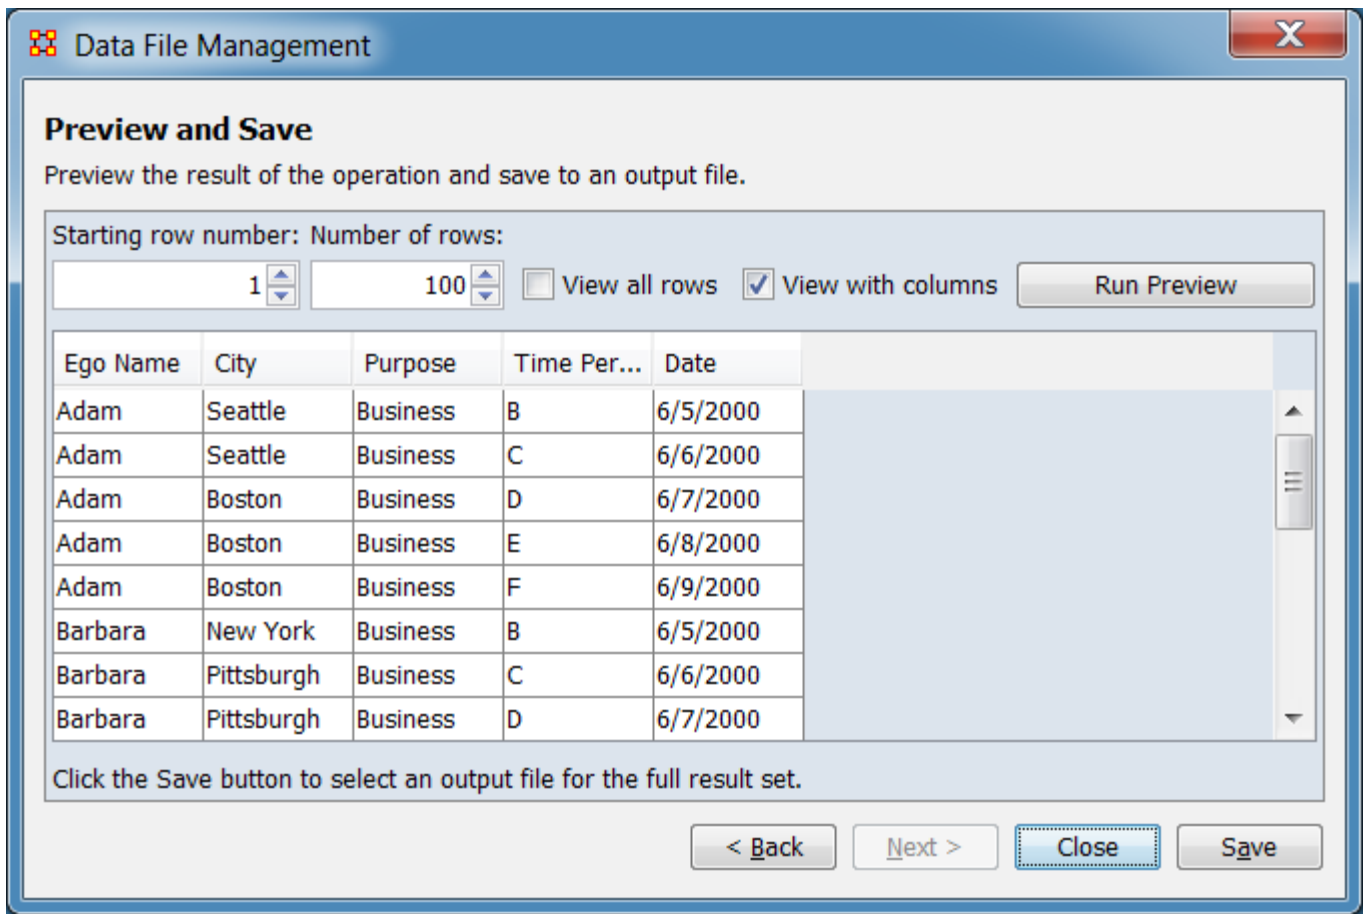 Data File Management
Preview and Save
Preview the result of the operation and save to an output file.
Starting row number: Number of rows:
1 100 View all rows View with columns Run Preview
Ego Name City Purpose Time Per... Date
Adam Seattle Business B 6/5/2000
Adam Seattle Business C 6/6/2000
Adam Boston Business D 6/7/2000
Adam Boston Business E 6/8/2000
Adam Boston Business F 6/9/2000
Barbara New York Business B 6/5/2000
Barbara Pittsburgh Business C 6/6/2000
Barbara Pittsburgh Business D 6/7/2000
Click the Save button to select an output file for the full result set.
< Back Next > Close Save